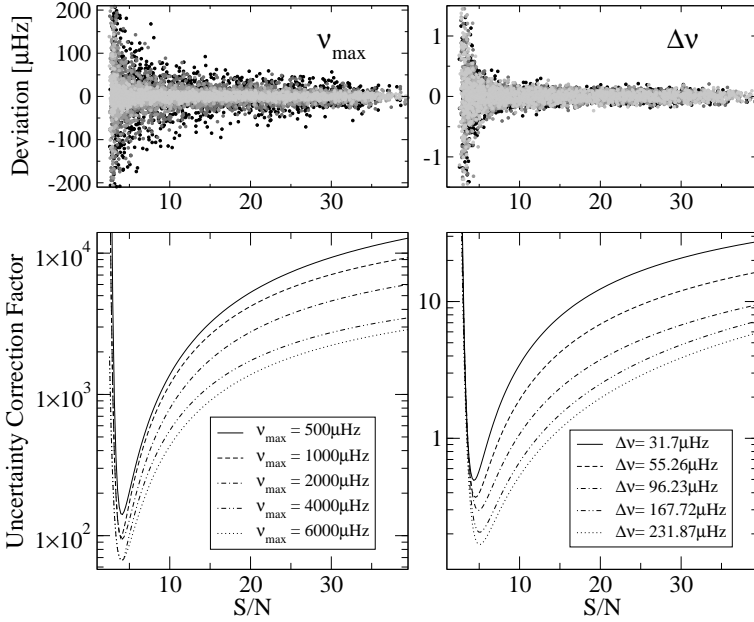 200
100
0
-100
-200
Deviation [μHz]
ν_max
10 20 30
1
0
-1
Δν
10 20 30
Uncertainty Correction Factor
1×10^4
1×10^3
1×10^2
ν_max = 500μHz
ν_max = 1000μHz
ν_max = 2000μHz
ν_max = 4000μHz
ν_max = 6000μHz
10 20 30
S/N
10
1
Δν= 31.7μHz
Δν= 55.26μHz
Δν= 96.23μHz
Δν= 167.72μHz
Δν= 231.87μHz
10 20 30
S/N